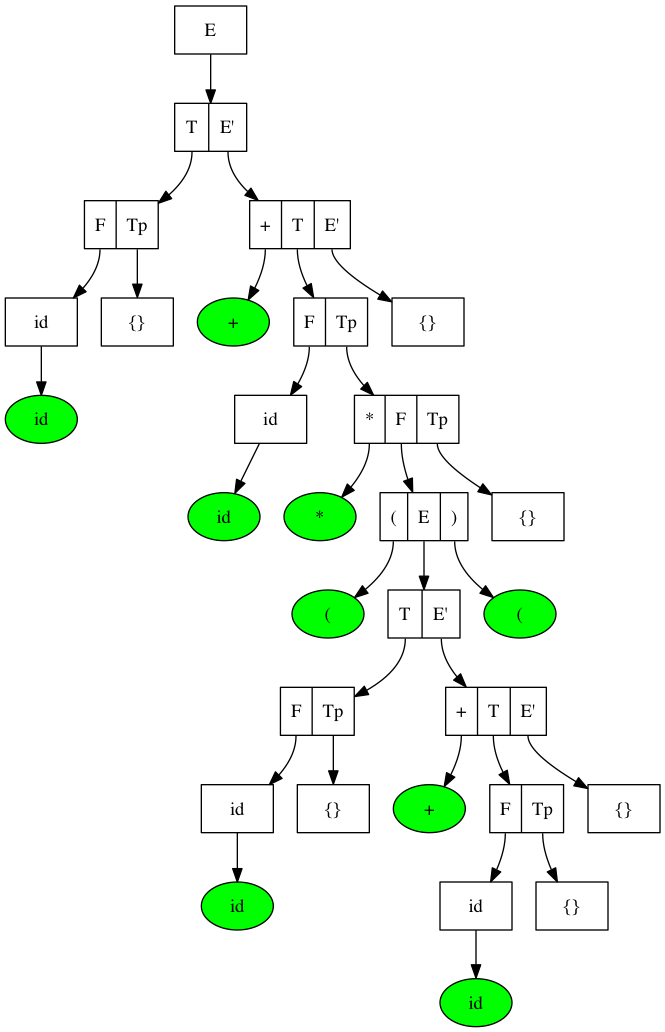 E
T E'
F Tp + T E'
id {} + F Tp {}
id id * F Tp
id * ( E ) {}
( T E' (
F Tp + T E'
id {} + F Tp {}
id id {}
id